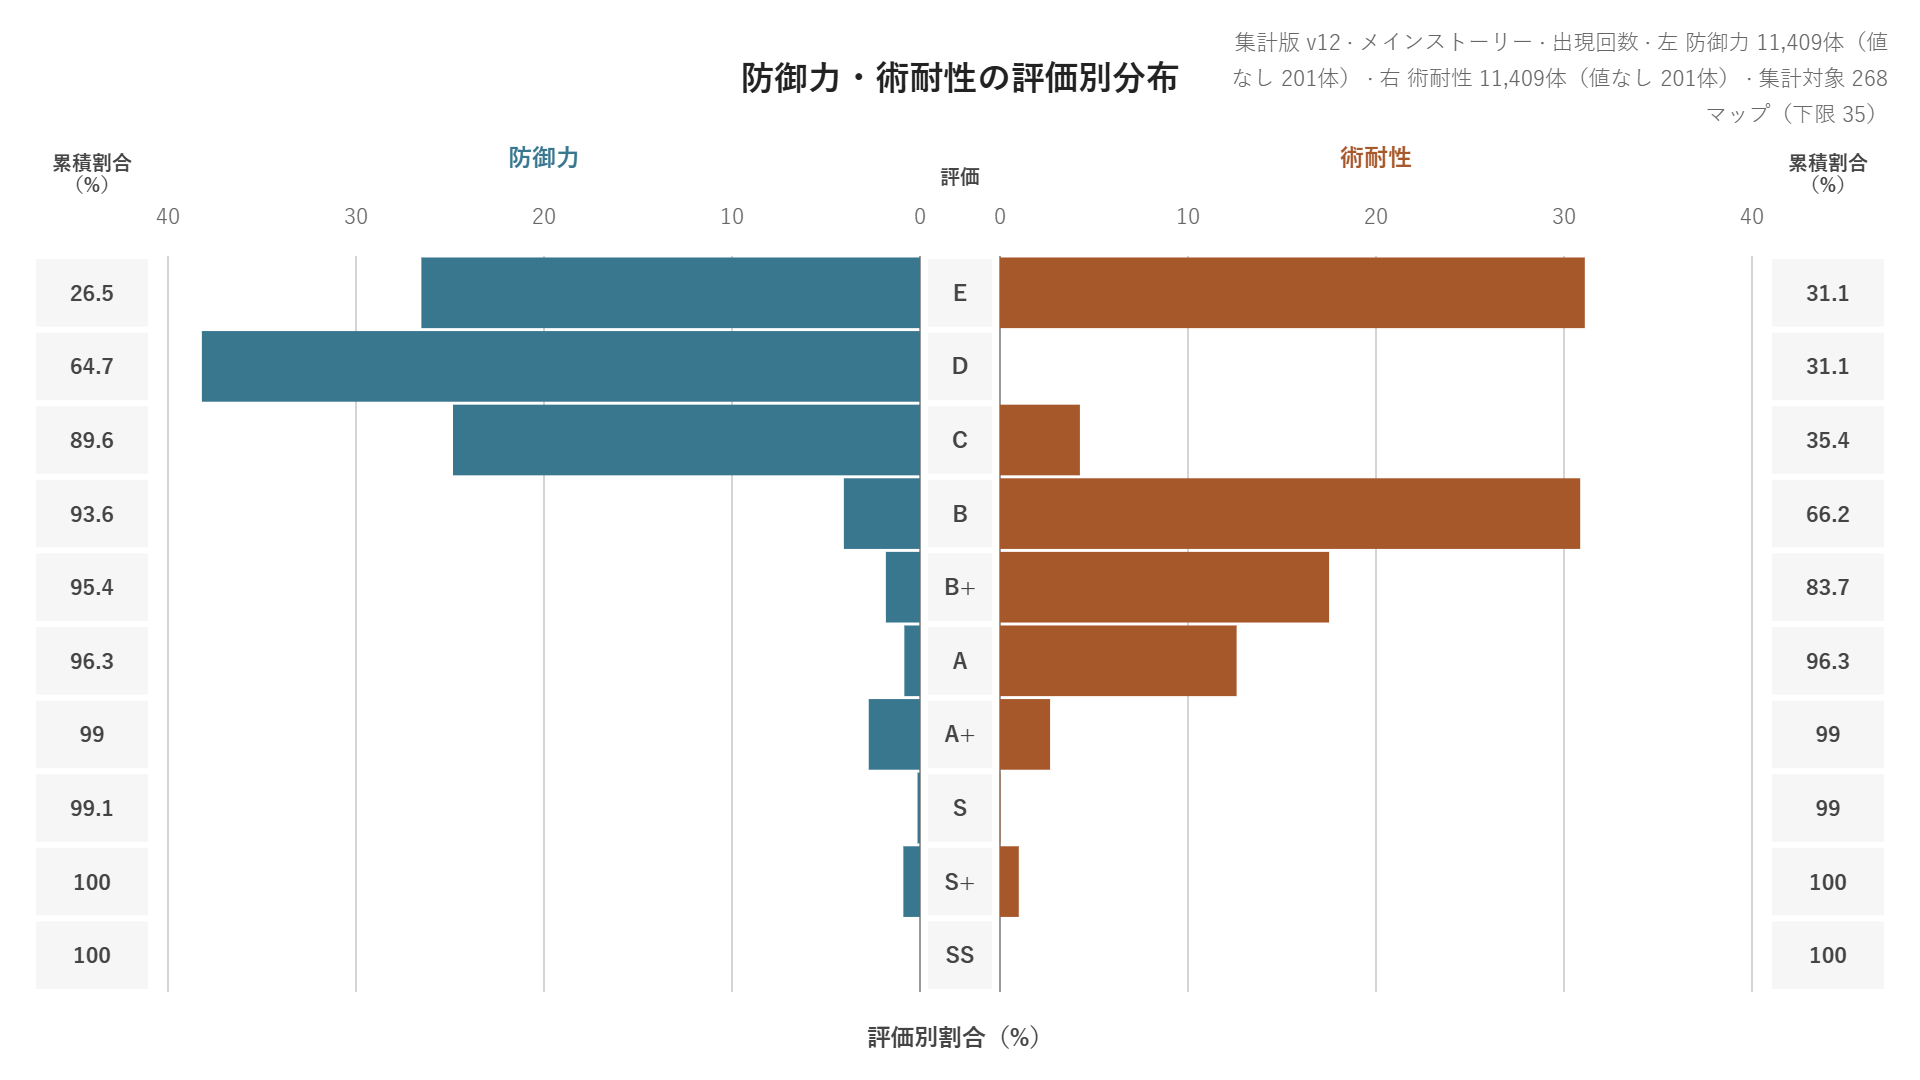 集計版 v12 · メインストーリー · 出現回数 · 左 防御力 11,409体（値
なし 201体） · 右 術耐性 11,409体（値なし 201体） · 集計対象 268
マップ（下限 35）
防御力・術耐性の評価別分布
累積割合
（%）
防御力
評価
術耐性
累積割合
（%）
40 30 20 10 0 0 10 20 30 40
26.5 E 31.1
64.7 D 31.1
89.6 C 35.4
93.6 B 66.2
95.4 B+ 83.7
96.3 A 96.3
99 A+ 99
99.1 S 99
100 S+ 100
100 SS 100
評価別割合（%）